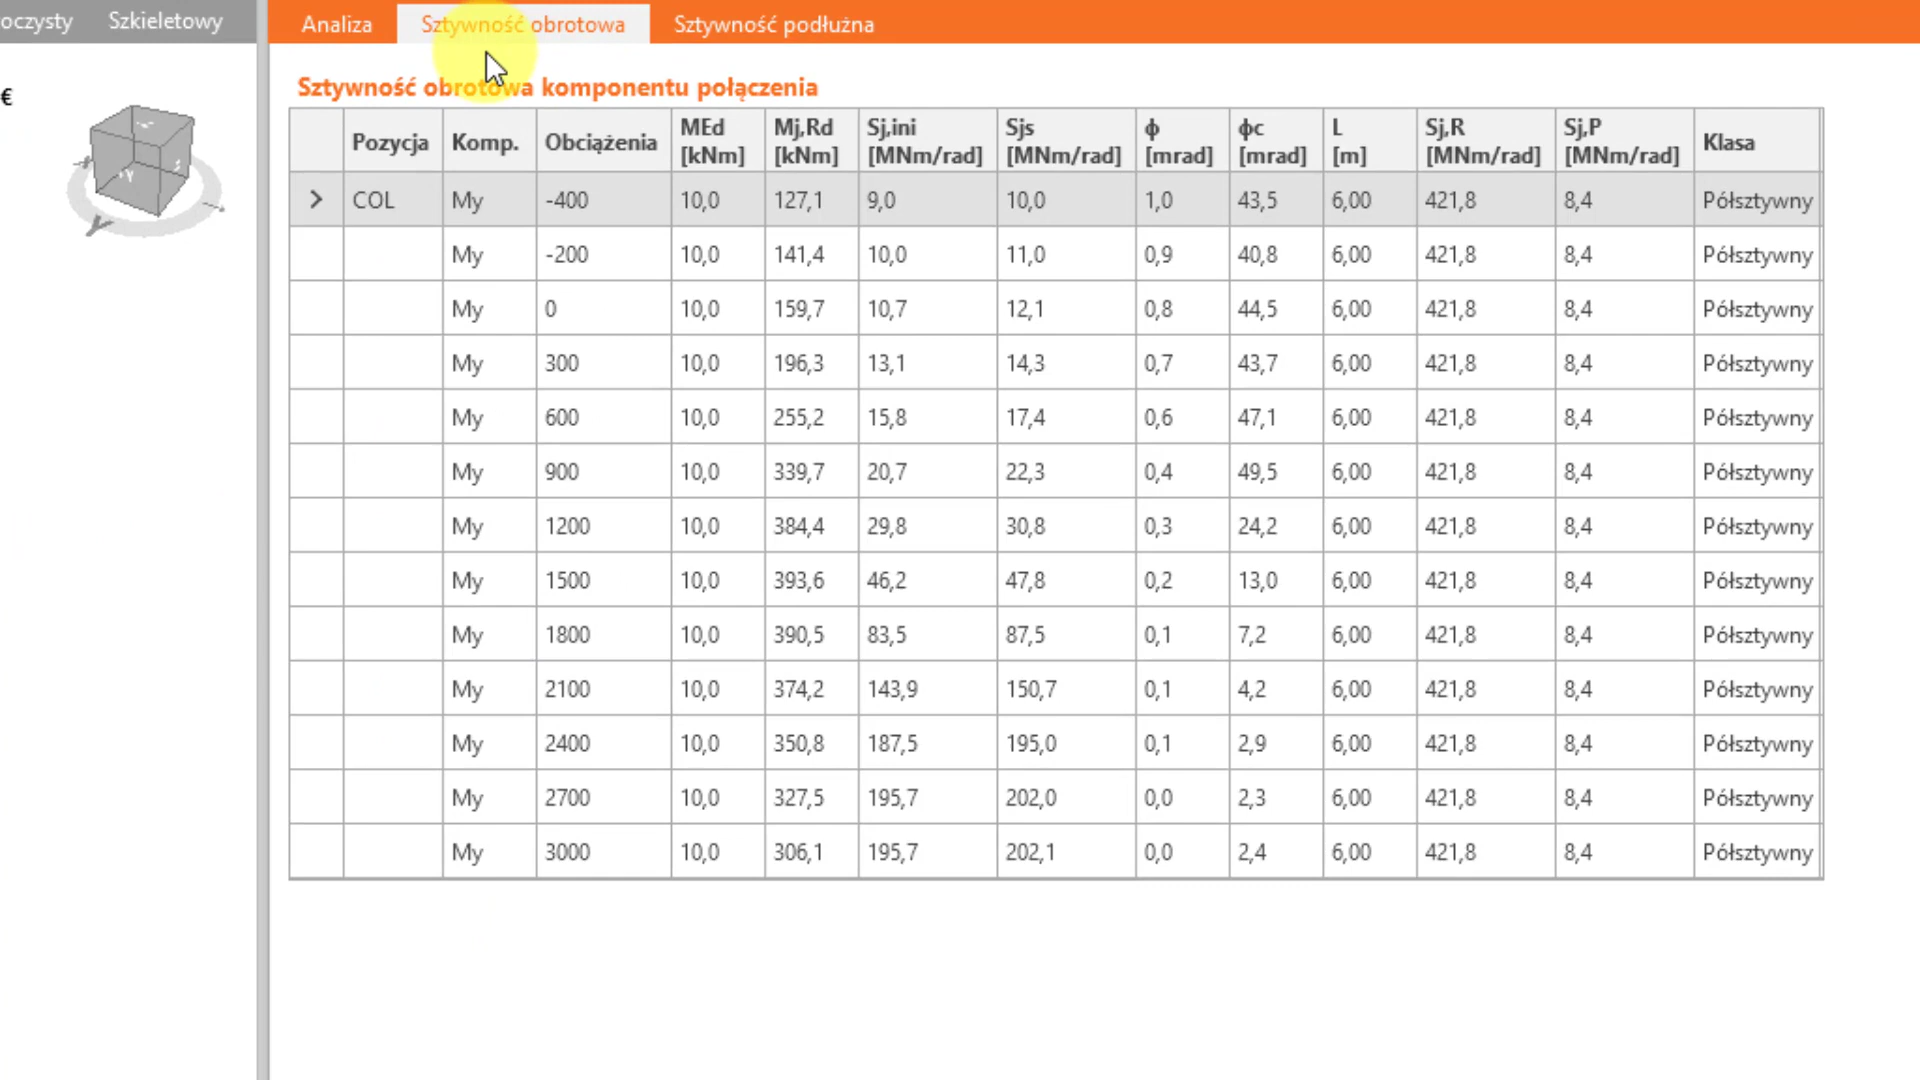 oczysty Szkieletowy Analiza Sztywność obrotowa Sztywność podłużna
€
Sztywność obrotowa komponentu połączenia
Pozycja Komp. Obciążenia MEd [kNm] Mj,Rd [kNm] Sj,ini [MNm/rad] Sjs [MNm/rad] ϕ [mrad] ϕc [mrad] L [m] Sj,R [MNm/rad] Sj,P [MNm/rad] Klasa
> COL My -400 10,0 127,1 9,0 10,0 1,0 43,5 6,00 421,8 8,4 Półsztywny
My -200 10,0 141,4 10,0 11,0 0,9 40,8 6,00 421,8 8,4 Półsztywny
My 0 10,0 159,7 10,7 12,1 0,8 44,5 6,00 421,8 8,4 Półsztywny
My 300 10,0 196,3 13,1 14,3 0,7 43,7 6,00 421,8 8,4 Półsztywny
My 600 10,0 255,2 15,8 17,4 0,6 47,1 6,00 421,8 8,4 Półsztywny
My 900 10,0 339,7 20,7 22,3 0,4 49,5 6,00 421,8 8,4 Półsztywny
My 1200 10,0 384,4 29,8 30,8 0,3 24,2 6,00 421,8 8,4 Półsztywny
My 1500 10,0 393,6 46,2 47,8 0,2 13,0 6,00 421,8 8,4 Półsztywny
My 1800 10,0 390,5 83,5 87,5 0,1 7,2 6,00 421,8 8,4 Półsztywny
My 2100 10,0 374,2 143,9 150,7 0,1 4,2 6,00 421,8 8,4 Półsztywny
My 2400 10,0 350,8 187,5 195,0 0,1 2,9 6,00 421,8 8,4 Półsztywny
My 2700 10,0 327,5 195,7 202,0 0,0 2,3 6,00 421,8 8,4 Półsztywny
My 3000 10,0 306,1 195,7 202,1 0,0 2,4 6,00 421,8 8,4 Półsztywny